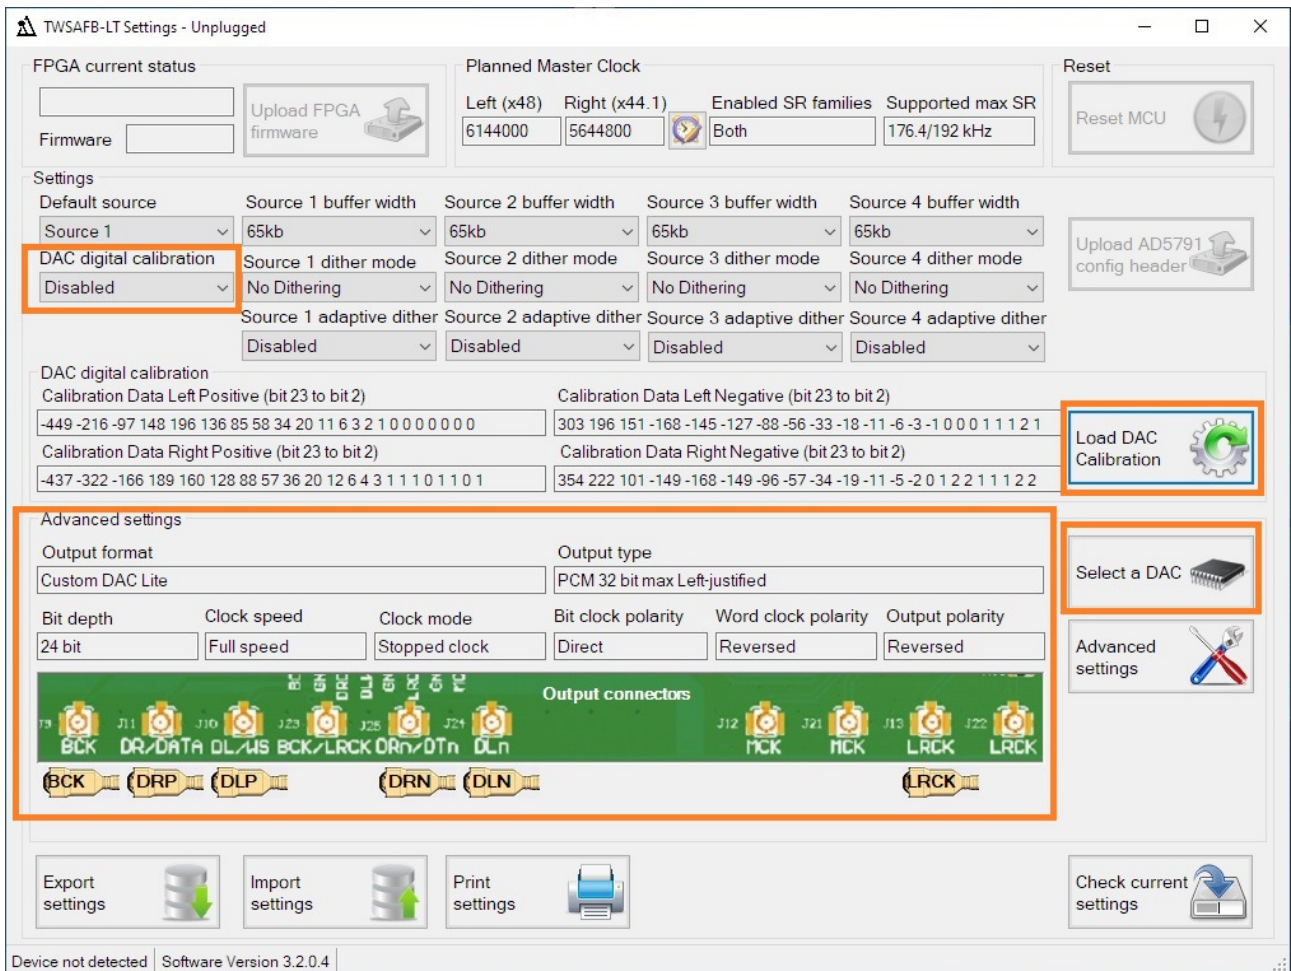 TWSAFB-LT Settings - Unplugged
FPGA current status
Upload FPGA
firmware
Firmware
Planned Master Clock
Left (x48) Right (x44.1) Enabled SR families Supported max SR
6144000 5644800 Both 176.4/192 kHz
Reset
Reset MCU
Settings
Default source Source 1 buffer width Source 2 buffer width Source 3 buffer width Source 4 buffer width
Source 1 65kb 65kb 65kb 65kb
DAC digital calibration Source 1 dither mode Source 2 dither mode Source 3 dither mode Source 4 dither mode
Disabled No Dithering No Dithering No Dithering No Dithering
Source 1 adaptive dither Source 2 adaptive dither Source 3 adaptive dither Source 4 adaptive dither
Disabled Disabled Disabled Disabled
Upload AD5791
config header
DAC digital calibration
Calibration Data Left Positive (bit 23 to bit 2) Calibration Data Left Negative (bit 23 to bit 2)
-449 -216 -97 148 196 136 85 58 34 20 11 6 3 2 1 0 0 0 0 0 0 0 303 196 151 -168 -145 -127 -88 -56 -33 -18 -11 -6 -3 -1 0 0 0 1 1 1 2 1
Calibration Data Right Positive (bit 23 to bit 2) Calibration Data Right Negative (bit 23 to bit 2)
-437 -322 -166 189 160 128 88 57 36 20 12 6 4 3 1 1 1 0 1 1 0 1 354 222 101 -149 -168 -149 -96 -57 -34 -19 -11 -5 -2 0 1 2 2 1 1 1 2 2
Load DAC
Calibration
Advanced settings
Output format Output type
Custom DAC Lite PCM 32 bit max Left-justified
Bit depth Clock speed Clock mode Bit clock polarity Word clock polarity Output polarity
24 bit Full speed Stopped clock Direct Reversed Reversed
Select a DAC
Advanced
settings
Output connectors
J11 J10 J23 J25 J24 J12 J21 J13 J22
BCK DR/DATA DL/WS BCK/LRCK DRn/DTn DLn MCK MCK LRCK LRCK
BCK DRP DLP DRN DLN LRCK
Export
settings
Import
settings
Print
settings
Check current
settings
Device not detected Software Version 3.2.0.4